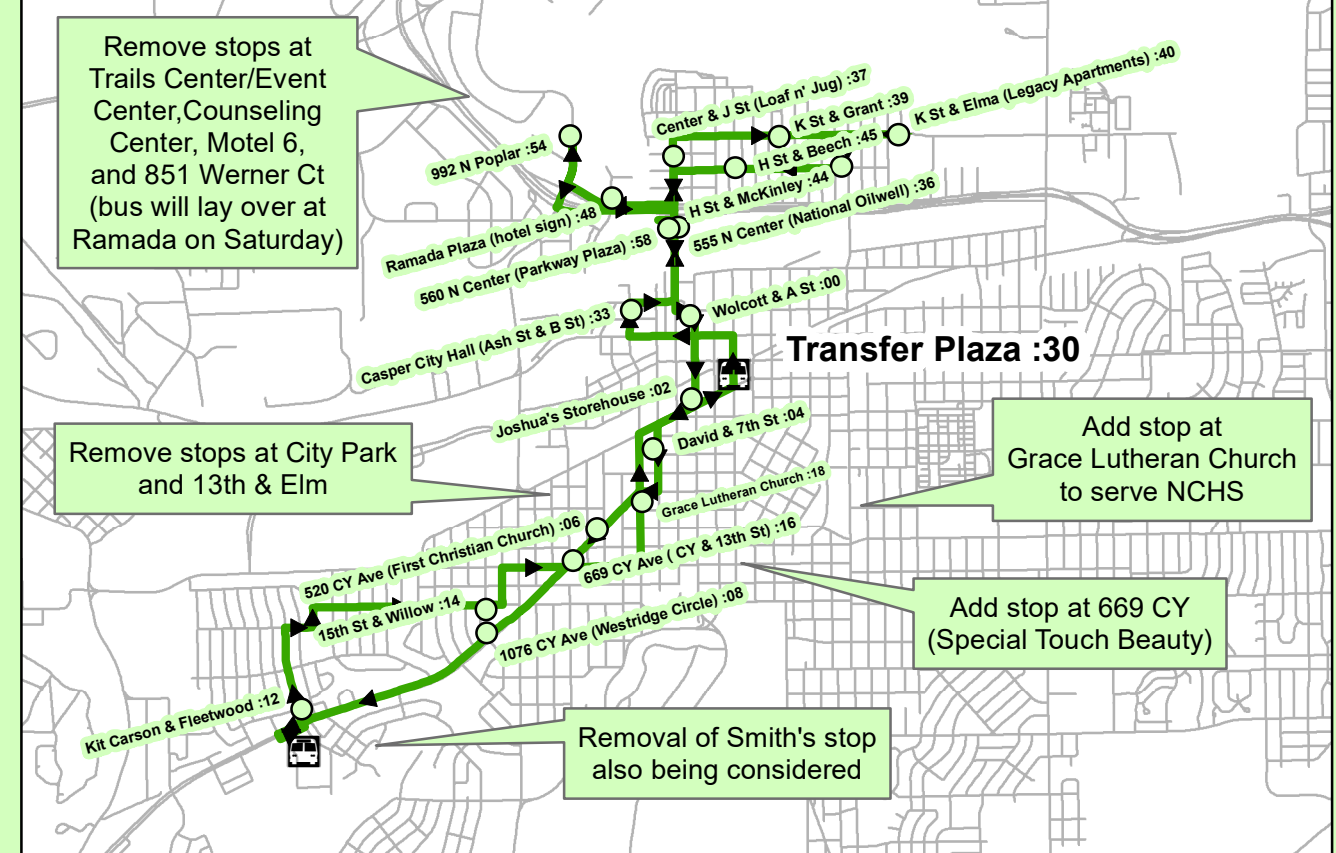 Remove stops at
Trails Center/Event
Center,Counseling
Center, Motel 6,
and 851 Werner Ct
(bus will lay over at
Ramada on Saturday)
Center & J St (Loaf n' Jug) :37
K St & Grant :39
K St & Elma (Legacy Apartments) :40
992 N Poplar :54
H St & Beech :45
H St & McKinley :44
Ramada Plaza (hotel sign) :48
555 N Center (National Oilwell) :36
560 N Center (Parkway Plaza) :58
Wolcott & A St :00
Casper City Hall (Ash St & B St) :33
Transfer Plaza :30
Joshua's Storehouse :02
David & 7th St :04
Remove stops at City Park
and 13th & Elm
Add stop at
Grace Lutheran Church
to serve NCHS
Grace Lutheran Church :18
520 CY Ave (First Christian Church) :06
669 CY Ave ( CY & 13th St) :16
15th St & Willow :14
1076 CY Ave (Westridge Circle) :08
Add stop at 669 CY
(Special Touch Beauty)
Kit Carson & Fleetwood :12
Removal of Smith's stop
also being considered